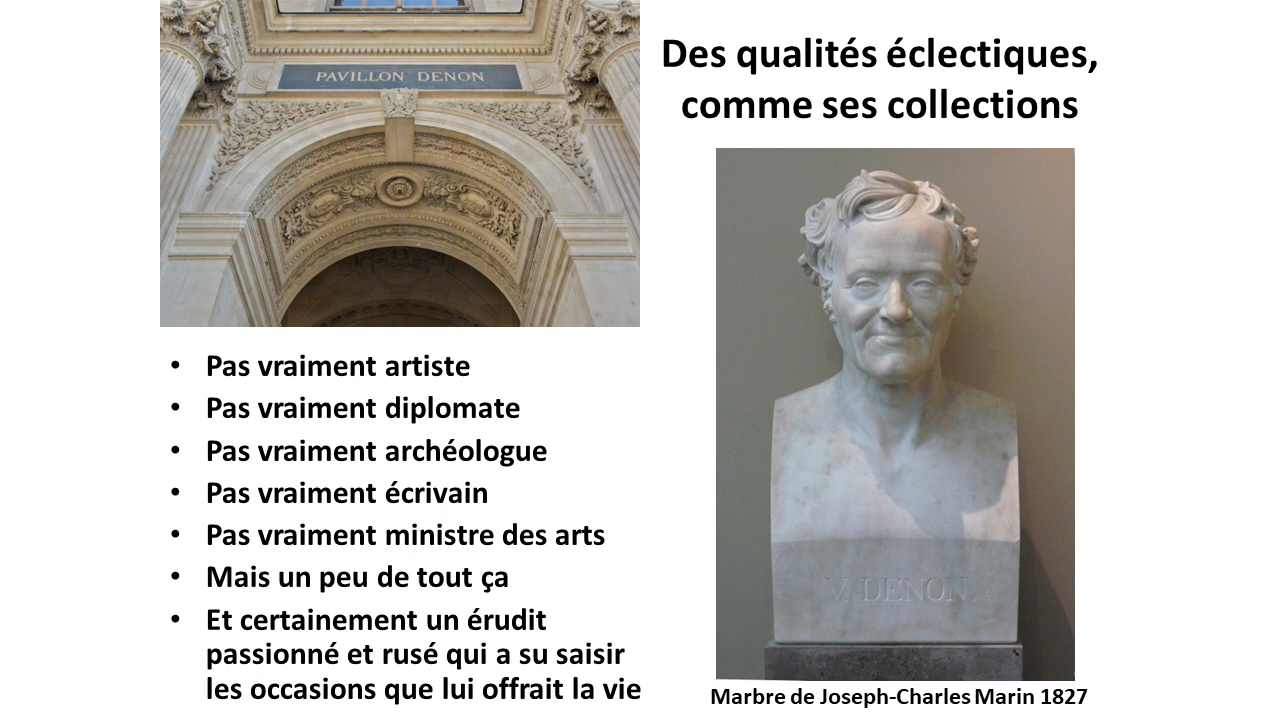 PAVILLON DENON
Des qualités éclectiques,
comme ses collections
• Pas vraiment artiste
• Pas vraiment diplomate
• Pas vraiment archéologue
• Pas vraiment écrivain
• Pas vraiment ministre des arts
• Mais un peu de tout ça
• Et certainement un érudit
passionné et rusé qui a su saisir
les occasions que lui offrait la vie
V. DENON
Marbre de Joseph-Charles Marin 1827